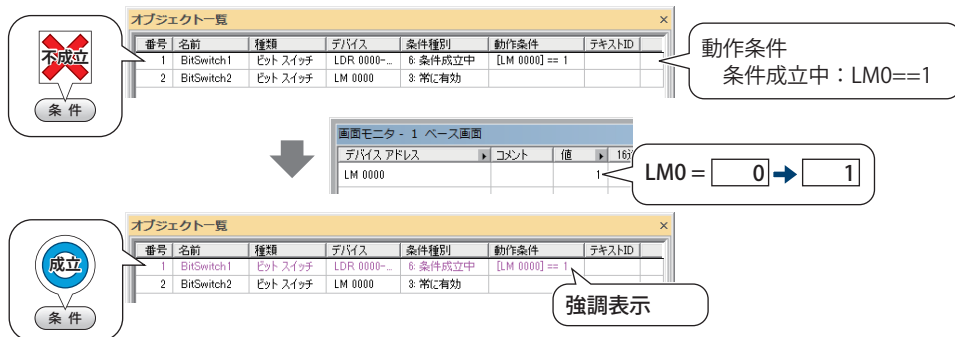 オブジェクト一覧 ×
番号 名前 種類 デバイス 条件種別 動作条件 テキストID
1 BitSwitch1 ビット スイッチ LDR 0000-... 6: 条件成立中 [LM 0000] == 1
2 BitSwitch2 ビット スイッチ LM 0000 3: 常に有効
不成立
条 件
動作条件
条件成立中：LM0==1
画面モニタ - 1 ベース画面
デバイス アドレス コメント 値
LM 0000 1
LM0 = 0 1
オブジェクト一覧 ×
番号 名前 種類 デバイス 条件種別 動作条件 テキストID
1 BitSwitch1 ビット スイッチ LDR 0000-... 6: 条件成立中 [LM 0000] == 1
2 BitSwitch2 ビット スイッチ LM 0000 3: 常に有効
成立
条 件
強調表示